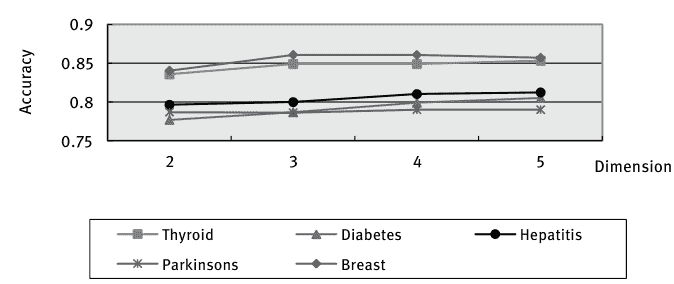 0.9
0.85
0.8
0.75
Accuracy
2 3 4 5
Dimension
Thyroid Diabetes Hepatitis
Parkinsons Breast